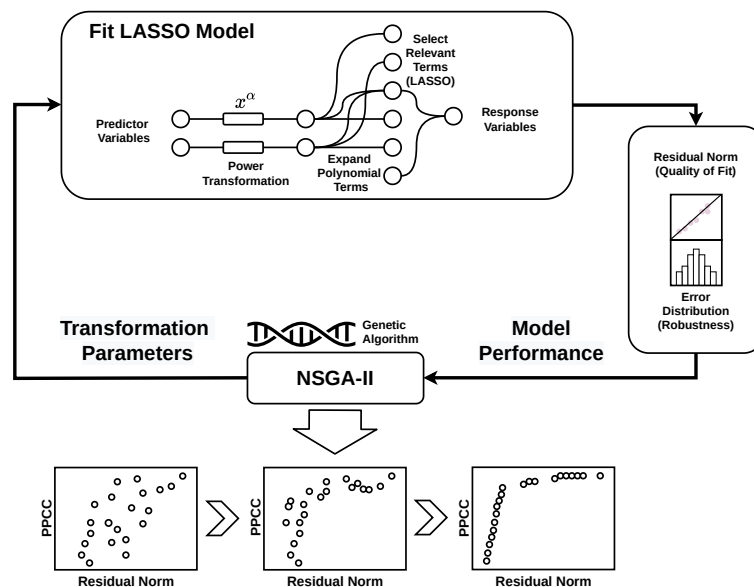 Fit LASSO Model
Select
Relevant
Terms
(LASSO)
x^α
Predictor
Variables
Response
Variables
Power
Transformation
Expand
Polynomial
Terms
Residual Norm
(Quality of Fit)
Error
Distribution
(Robustness)
Transformation
Parameters
Genetic
Algorithm
Model
Performance
NSGA-II
PPCC
Residual Norm
PPCC
Residual Norm
PPCC
Residual Norm